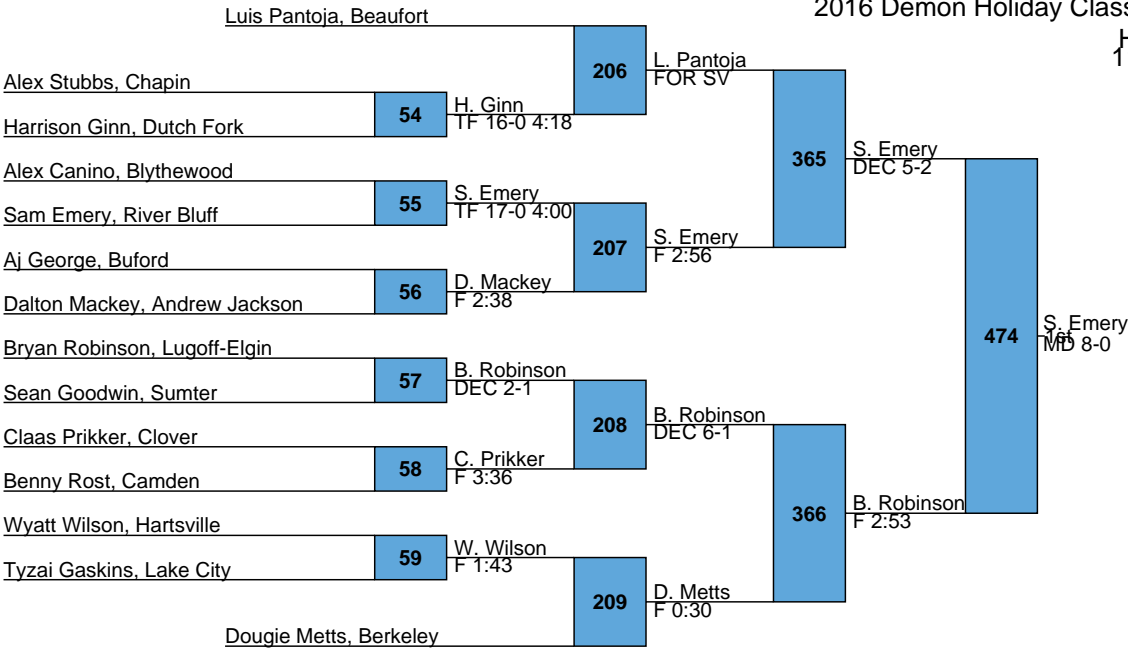 2016 Demon Holiday Clas
H
1
Luis Pantoja, Beaufort
206
L. Pantoja
FOR SV
Alex Stubbs, Chapin
54
H. Ginn
TF 16-0 4:18
Harrison Ginn, Dutch Fork
365
S. Emery
DEC 5-2
Alex Canino, Blythewood
55
S. Emery
TF 17-0 4:00
Sam Emery, River Bluff
207
S. Emery
F 2:56
Aj George, Buford
56
D. Mackey
F 2:38
Dalton Mackey, Andrew Jackson
474
S. Emery
1st
MD 8-0
Bryan Robinson, Lugoff-Elgin
57
B. Robinson
DEC 2-1
Sean Goodwin, Sumter
208
B. Robinson
DEC 6-1
Claas Prikker, Clover
58
C. Prikker
F 3:36
Benny Rost, Camden
366
B. Robinson
F 2:53
Wyatt Wilson, Hartsville
59
W. Wilson
F 1:43
Tyzai Gaskins, Lake City
209
D. Metts
F 0:30
Dougie Metts, Berkeley